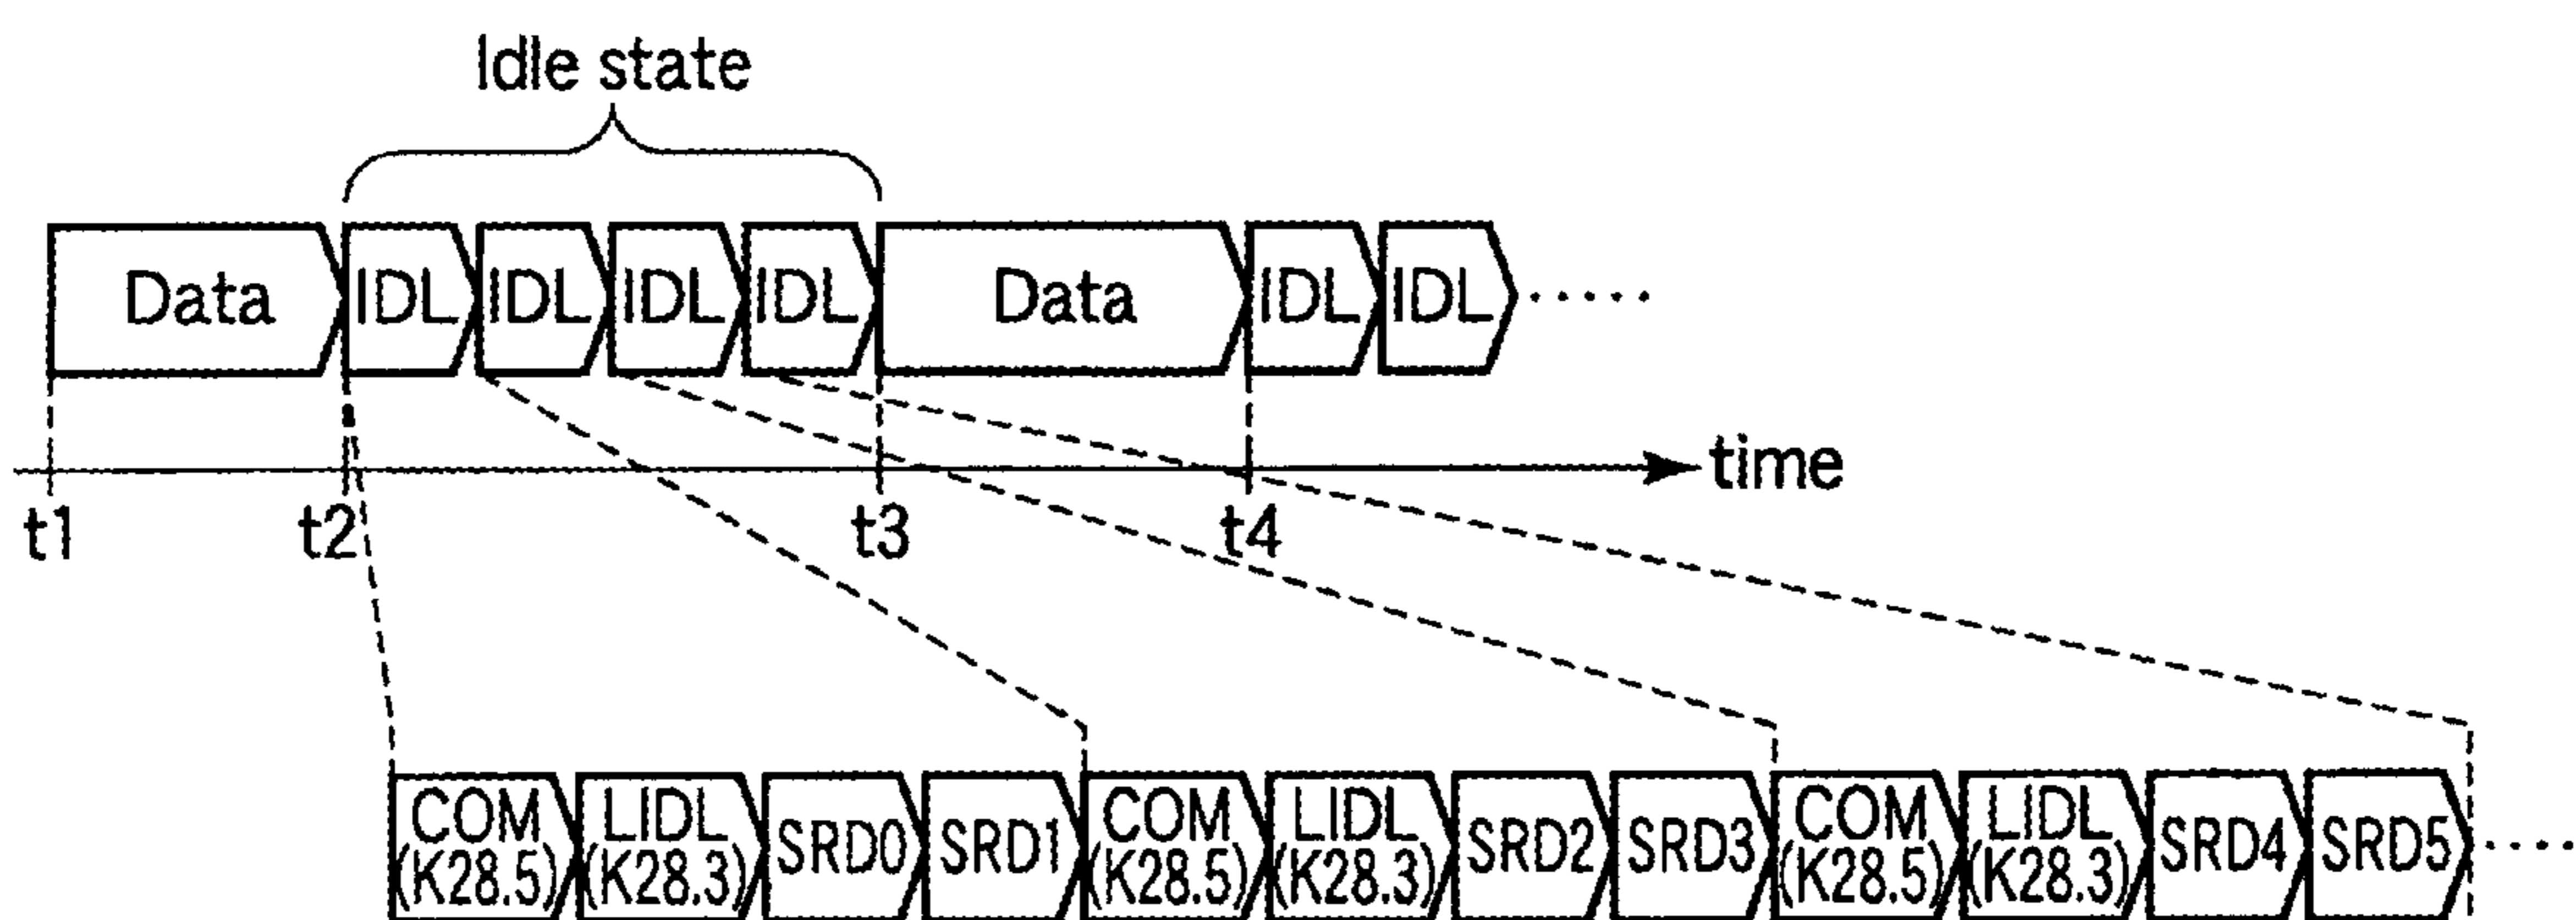 Idle state
Data IDL IDL IDL IDL Data IDL IDL .....
time
t1 t2 t3 t4
COM (K28.5) LIDL (K28.3) SRD0 SRD1 COM (K28.5) LIDL (K28.3) SRD2 SRD3 COM (K28.5) LIDL (K28.3) SRD4 SRD5 .....